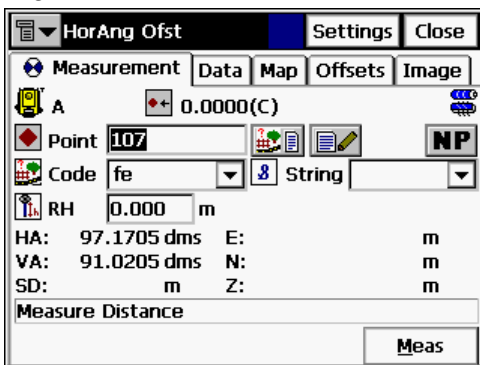 HorAng Ofst Settings Close
Measurement Data Map Offsets Image
A 0.0000(C)
Point 107 NP
Code fe String
RH 0.000 m
HA: 97.1705 dms E: m
VA: 91.0205 dms N: m
SD: m Z: m
Measure Distance
Meas